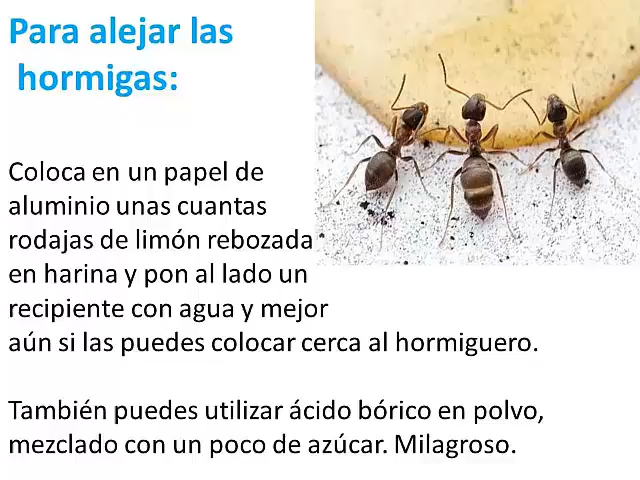 Para alejar las
hormigas:
Coloca en un papel de
aluminio unas cuantas
rodajas de limón rebozada
en harina y pon al lado un
recipiente con agua y mejor
aún si las puedes colocar cerca al hormiguero.
También puedes utilizar ácido bórico en polvo,
mezclado con un poco de azúcar. Milagroso.